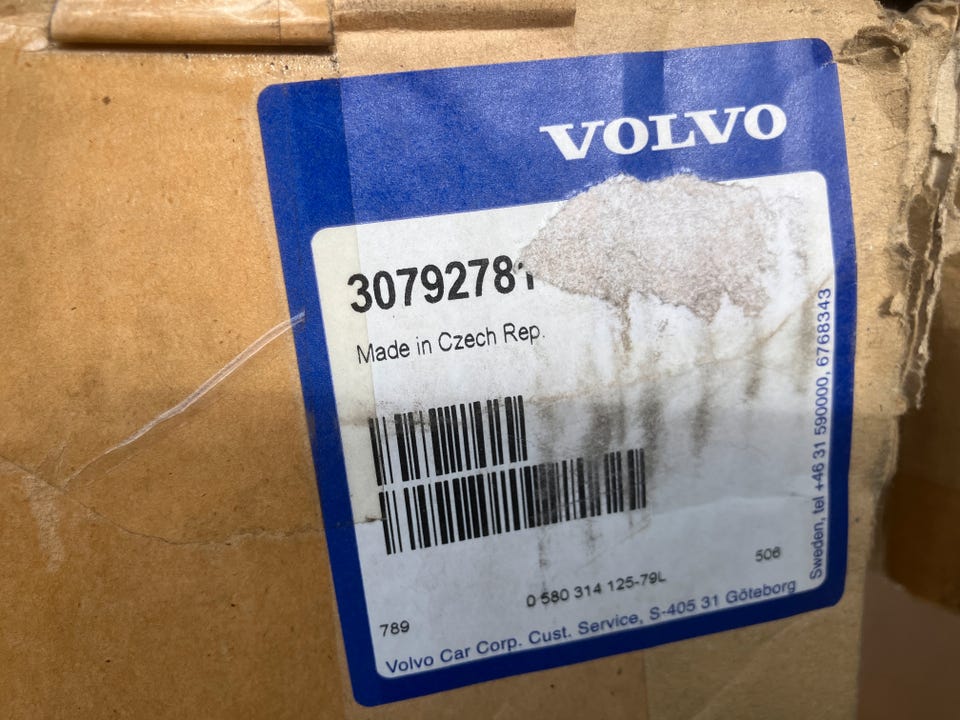 VOLVO
30792781
Made in Czech Rep.
506
0 580 314 125-79L
789
Volvo Car Corp. Cust. Service, S-405 31 Göteborg
Sweden, tel +46 31 590000, 6768343